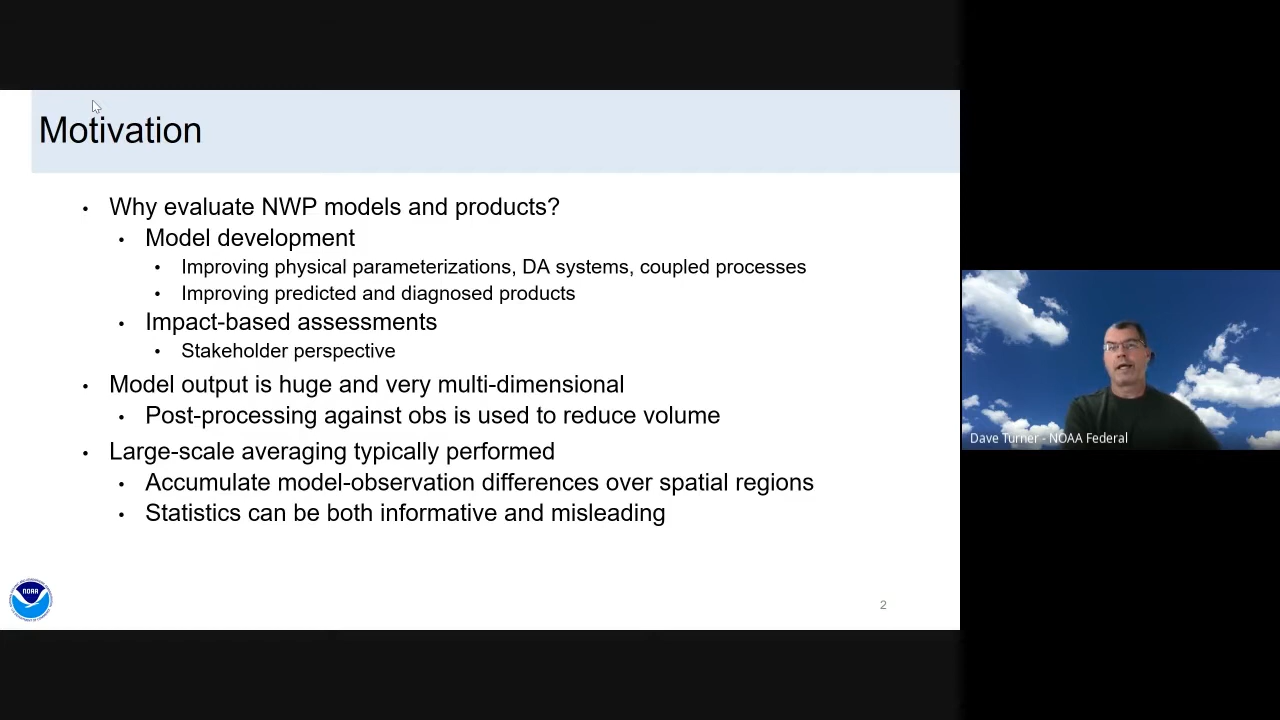 Motivation
• Why evaluate NWP models and products?
• Model development
• Improving physical parameterizations, DA systems, coupled processes
• Improving predicted and diagnosed products
• Impact-based assessments
• Stakeholder perspective
• Model output is huge and very multi-dimensional
• Post-processing against obs is used to reduce volume
• Large-scale averaging typically performed
• Accumulate model-observation differences over spatial regions
• Statistics can be both informative and misleading
NOAA
2
Dave Turner - NOAA Federal